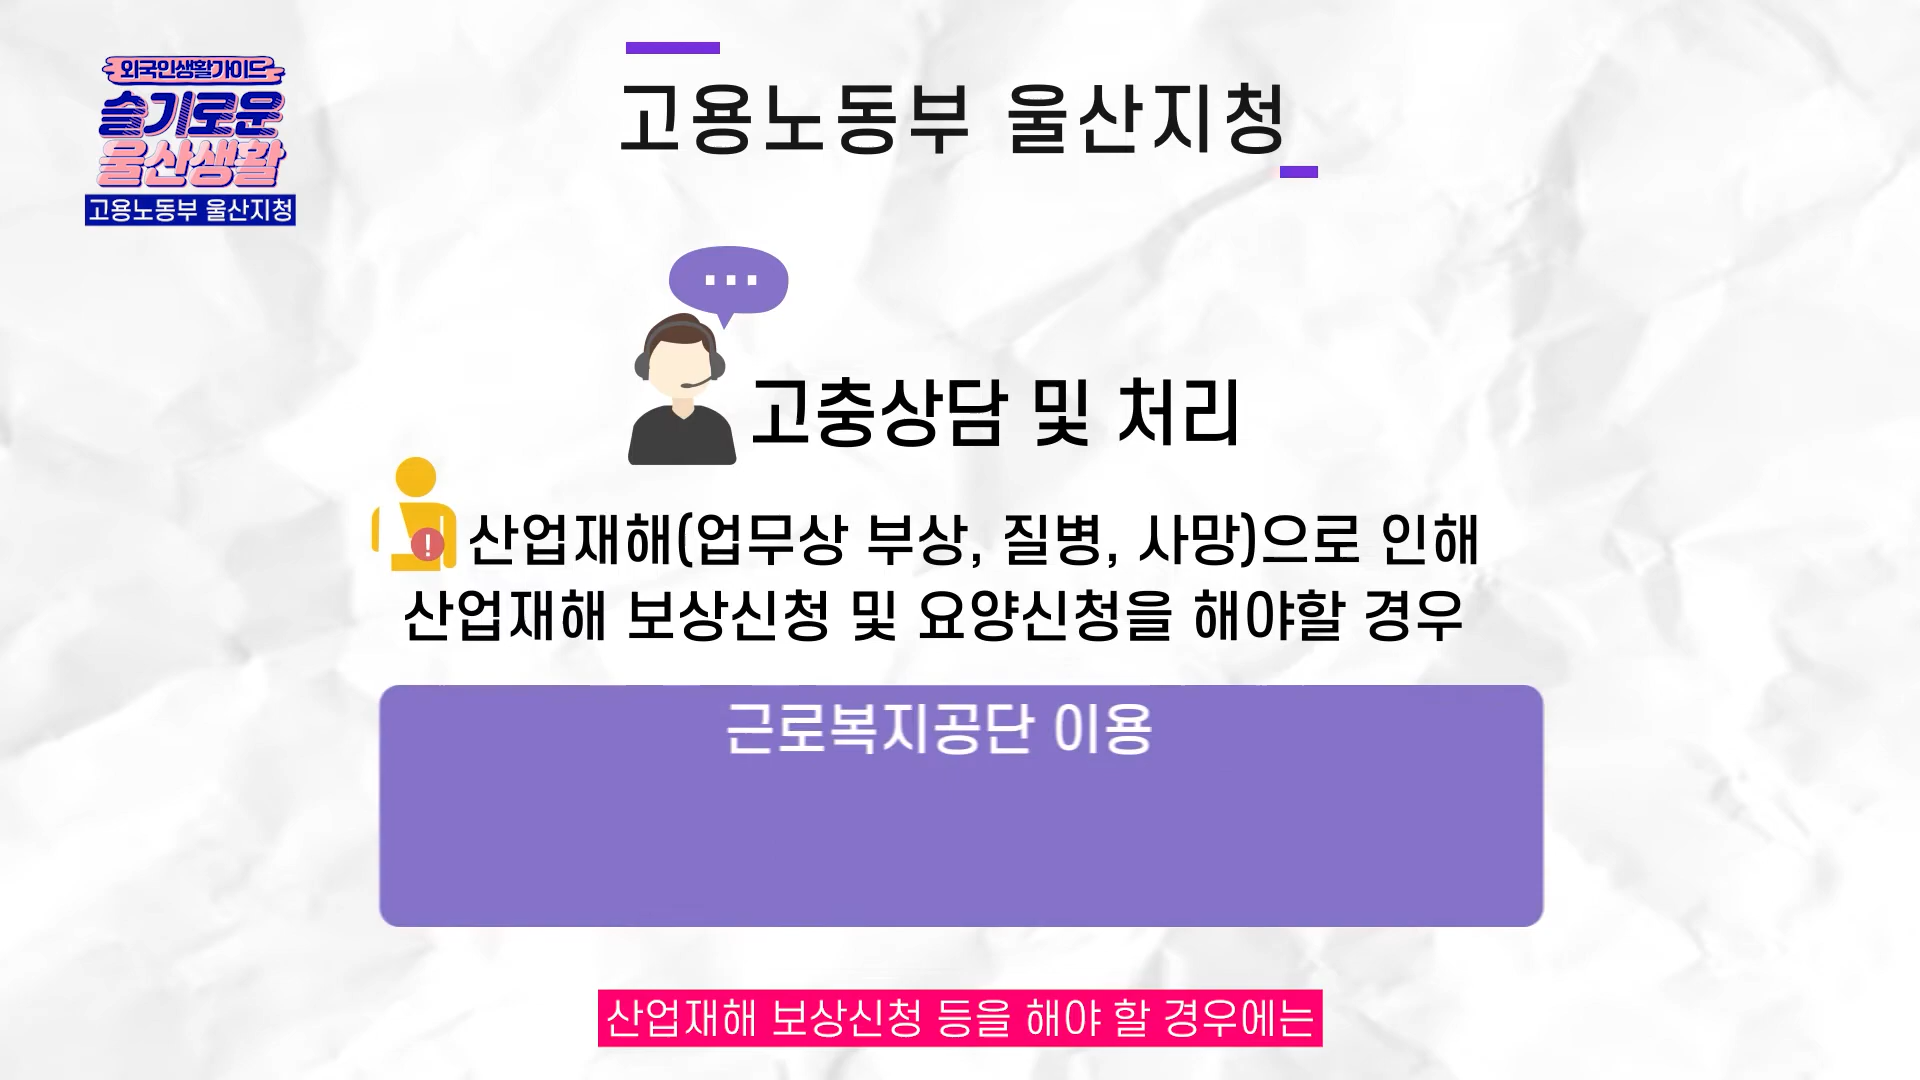 외국인생활가이드
슬기로운
울산생활
고용노동부 울산지청
고용노동부 울산지청
고충상담 및 처리
산업재해(업무상 부상, 질병, 사망)으로 인해
산업재해 보상신청 및 요양신청을 해야할 경우
근로복지공단 이용
산업재해 보상신청 등을 해야 할 경우에는